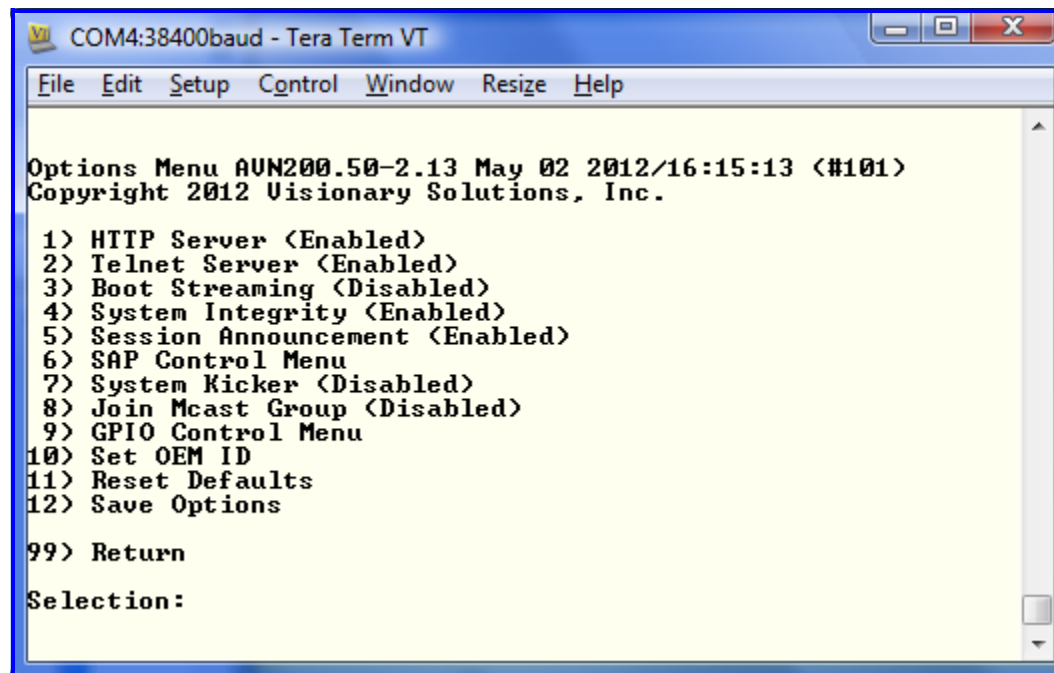 COM4:38400baud - Tera Term VT
File Edit Setup Control Window Resize Help
Options Menu AVN200.50-2.13 May 02 2012/16:15:13 (#101)
Copyright 2012 Visionary Solutions, Inc.
1) HTTP Server (Enabled)
2) Telnet Server (Enabled)
3) Boot Streaming (Disabled)
4) System Integrity (Enabled)
5) Session Announcement (Enabled)
6) SAP Control Menu
7) System Kicker (Disabled)
8) Join Mcast Group (Disabled)
9) GPIO Control Menu
10) Set OEM ID
11) Reset Defaults
12) Save Options
99) Return
Selection: